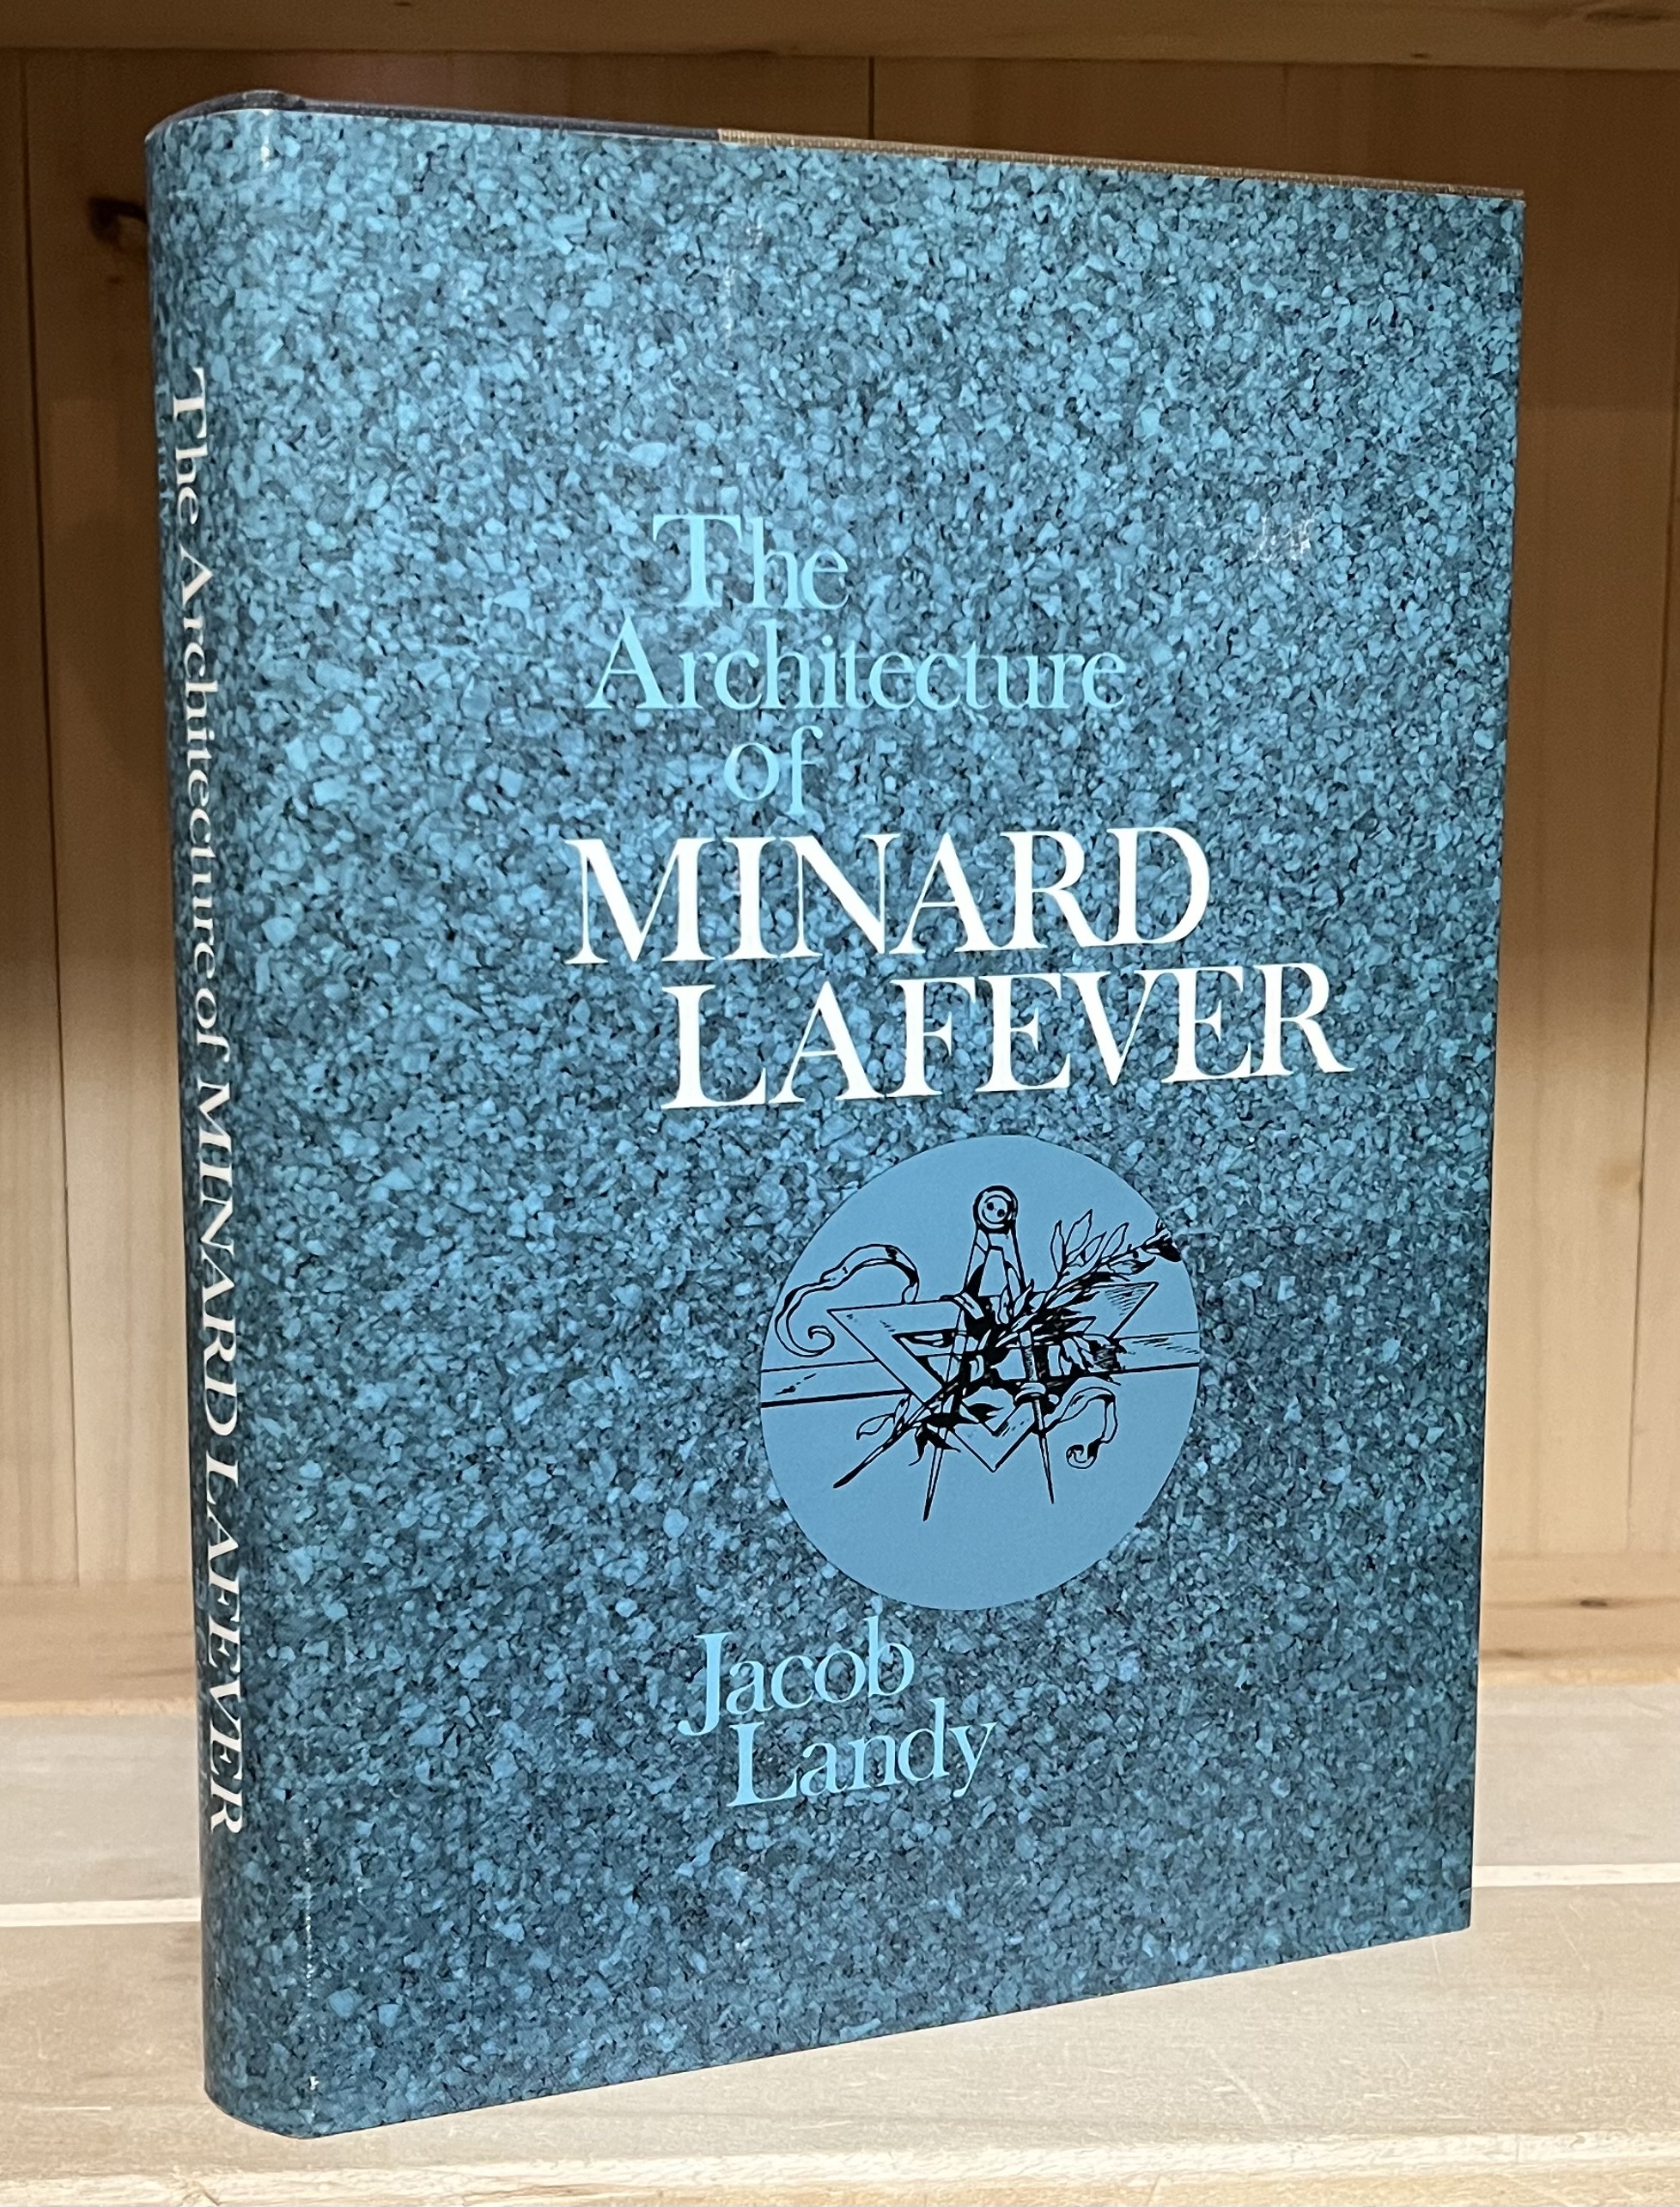 The Architecture of MINARD LAFEVER
The
Architecture
of
MINARD
LAFEVER
Jacob
Landy